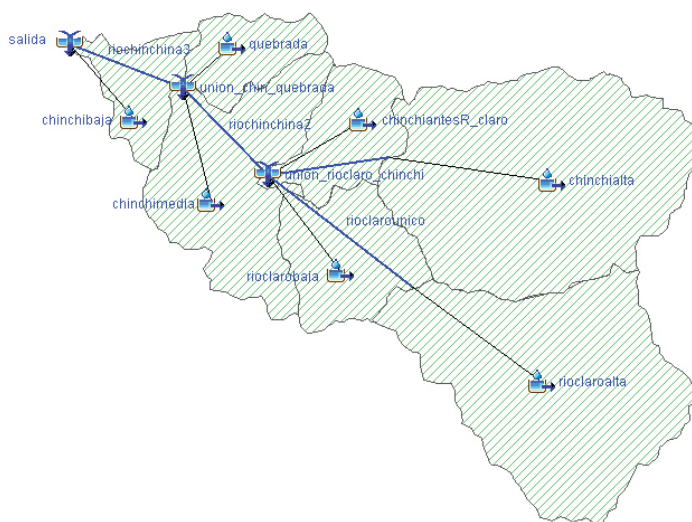 salida
riochinchina3
quebrada
union_chin_quebrada
chinchibaja
riochinchina2
chinchiantesR_claro
union_rioclaro_chinchi
chinchialta
chinchimedia
rioclarounico
rioclarobaja
rioclaroalta